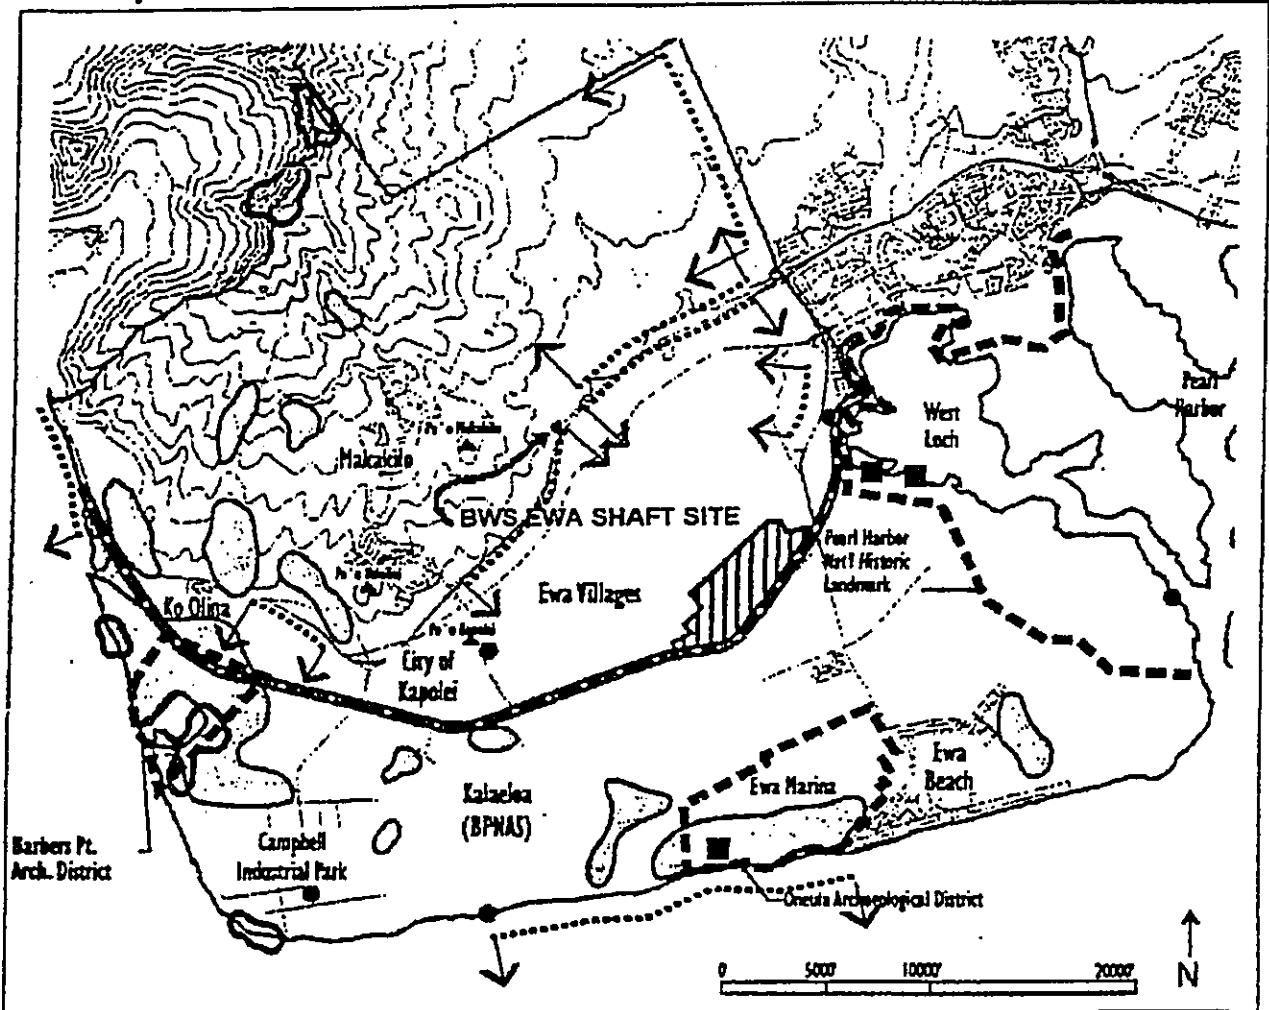 Pearl
Harbor
West
Loch
Makakilo
BWS EWA SHAFT SITE
Pearl Harbor
Nat'l Historic
Landmark
Ewa Villages
Ko Olina
City of
Kapolei
Ewa
Beach
Ewa Marina
Kalaeloa
(BPNAS)
Barbers Pt.
Arch. District
Campbell
Industrial Park
Oneula Archaeological District
0 5000' 10000' 20000'
N